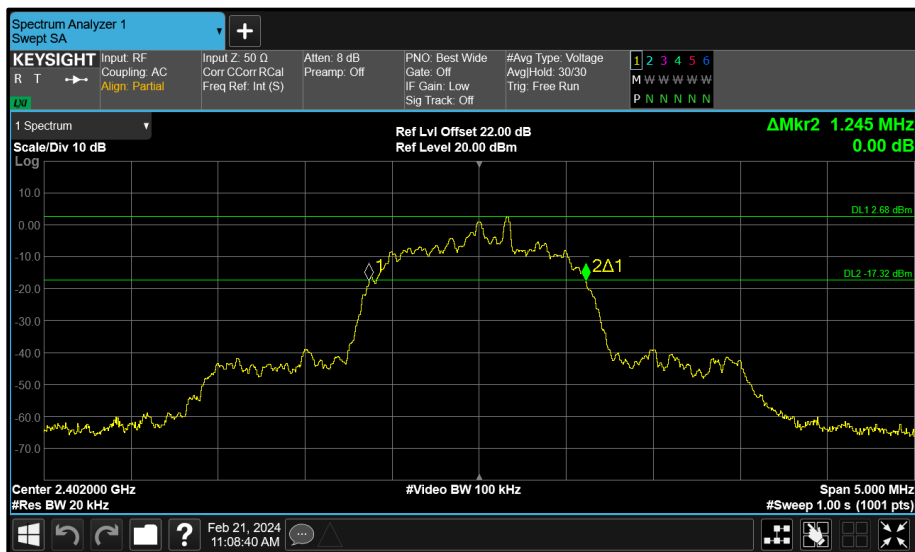 Spectrum Analyzer 1
Swept SA
+
KEYSIGHT
R T
LXI
Input: RF
Coupling: AC
Align: Partial
Input Z: 50 Ω
Corr CCorr RCal
Freq Ref: Int (S)
Atten: 8 dB
Preamp: Off
PNO: Best Wide
Gate: Off
IF Gain: Low
Sig Track: Off
#Avg Type: Voltage
Avg|Hold: 30/30
Trig: Free Run
1 2 3 4 5 6
M W W W W W
P N N N N N
1 Spectrum
Scale/Div 10 dB
Ref Lvl Offset 22.00 dB
Ref Level 20.00 dBm
ΔMkr2 1.245 MHz
0.00 dB
Log
10.0
0.00
-10.0
-20.0
-30.0
-40.0
-50.0
-60.0
-70.0
DL1 2.68 dBm
1
2Δ1
DL2 -17.32 dBm
Center 2.402000 GHz
#Res BW 20 kHz
#Video BW 100 kHz
Span 5.000 MHz
#Sweep 1.00 s (1001 pts)
?
Feb 21, 2024
11:08:40 AM